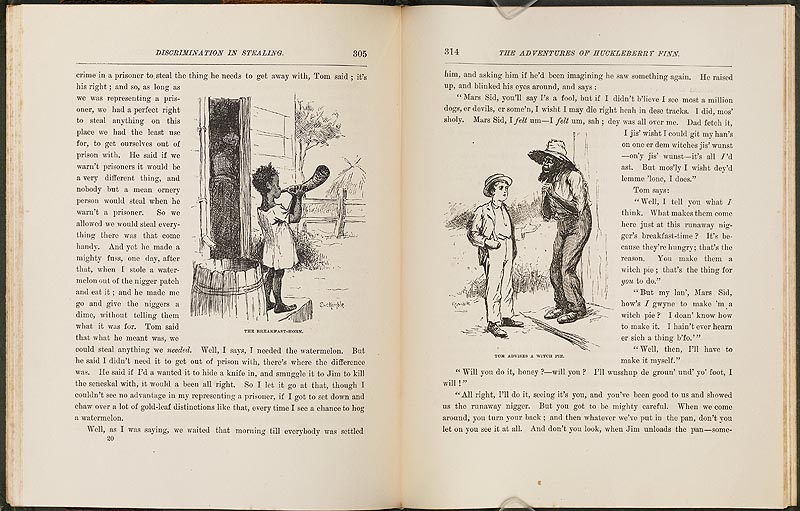 DISCRIMINATION IN STEALING. 305
crime in a prisoner to steal the thing he needs to get away with, Tom said; it's
his right; and so, as long as
we was representing a pris-
oner, we had a perfect right
to steal anything on this
place we had the least use
for, to get ourselves out of
prison with. He said if we
warn't prisoners it would be
a very different thing, and
nobody but a mean ornery
person would steal when he
warn't a prisoner. So we
allowed we would steal every-
thing there was that come
handy. And yet he made a
mighty fuss, one day, after
that, when I stole a water-
melon out of the nigger patch
and eat it; and he made me
go and give the niggers a
dime, without telling them
what it was for. Tom said
that what he meant was, we
could steal anything we needed. Well, I says, I needed the watermelon. But
he said I didn't need it to get out of prison with, there's where the difference
was. He said if I'd a wanted it to hide a knife in, and smuggle it to Jim to kill
the seneskal with, it would a been all right. So I let it go at that, though I
couldn't see no advantage in my representing a prisoner, if I got to set down and
chaw over a lot of gold-leaf distinctions like that, every time I see a chance to hog
a watermelon.
Well, as I was saying, we waited that morning till everybody was settled
20
THE BREAKFAST-HORN.
314 THE ADVENTURES OF HUCKLEBERRY FINN.
him, and asking him if he'd been imagining he saw something again. He raised
up, and blinked his eyes around, and says:
"Mars Sid, you'll say I's a fool, but if I didn't b'lieve I see most a million
dogs, er devils, er some'n, I wisht I may die right heah in dese tracks. I did, mos'
sholy. Mars Sid, I felt um—I felt um, sah; dey was all over me. Dad fetch it,
I jis' wisht I could git my han's
on one er dem witches jis' wunst
—on'y jis' wunst—it's all I'd
ast. But mos'ly I wisht dey'd
lemme 'lone, I does."
Tom says:
"Well, I tell you what I
think. What makes them come
here just at this runaway nig-
ger's breakfast-time? It's be-
cause they're hungry; that's the
reason. You make them a
witch pie; that's the thing for
you to do."
"But my lan', Mars Sid,
how's I gwyne to make 'm a
witch pie? I doan' know how
to make it. I hain't ever hearn
er sich a thing b'fo.'"
"Well, then, I'll have to
make it myself."
TOM ADVISES A WITCH PIE.
"Will you do it, honey?—will you? I'll wusshup de groun' und' yo' foot, I
will!"
"All right, I'll do it, seeing it's you, and you've been good to us and showed
us the runaway nigger. But you got to be mighty careful. When we come
around, you turn your back; and then whatever we've put in the pan, don't you
let on you see it at all. And don't you look, when Jim unloads the pan—some-